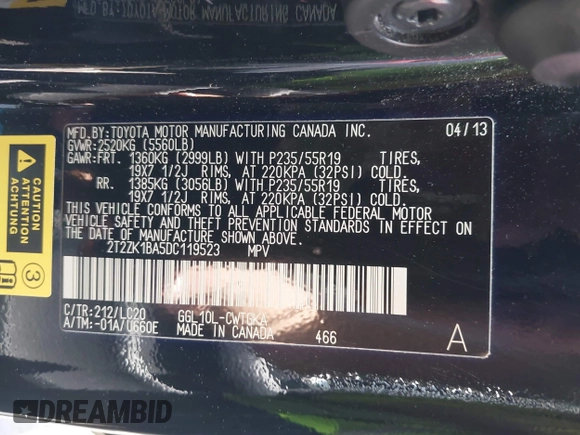 MFD.BY:TOYOTA MOTOR MANUFACTURING CANADA INC. 04/13
GVWR:2520KG (5560LB)
GAWR:FRT. 1360KG (2999LB) WITH P235/55R19 TIRES,
19X7 1/2J RIMS, AT 220KPA (32PSI) COLD.
RR. 1385KG (3056LB) WITH P235/55R19 TIRES,
19X7 1/2J RIMS, AT 220KPA (32PSI) COLD.
THIS VEHICLE CONFORMS TO ALL APPLICABLE FEDERAL MOTOR
VEHICLE SAFETY AND THEFT PREVENTION STANDARDS IN EFFECT ON
THE DATE OF MANUFACTURE SHOWN ABOVE.
2T2ZK1BA5DC119523 MPV
C/TR:212/LC20 GGL10L-CWTGKA
A/TM:-01A/U660E MADE IN CANADA 466 A
3
DREAMBID